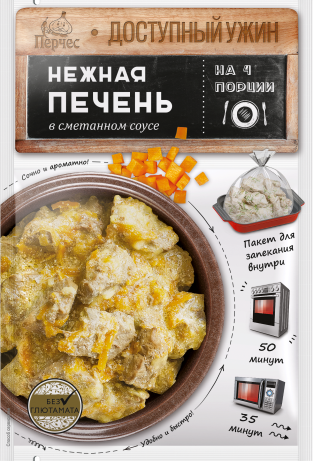 Перчес
• ДОСТУПНЫЙ УЖИН
НЕЖНАЯ
ПЕЧЕНЬ
в сметанном соусе
НА 4
ПОРЦИИ
Сочно и ароматно!
Пакет для
запекания
внутри
50
минут
35
минут
БЕЗ
ГЛЮТАМАТА
Удобно и быстро!